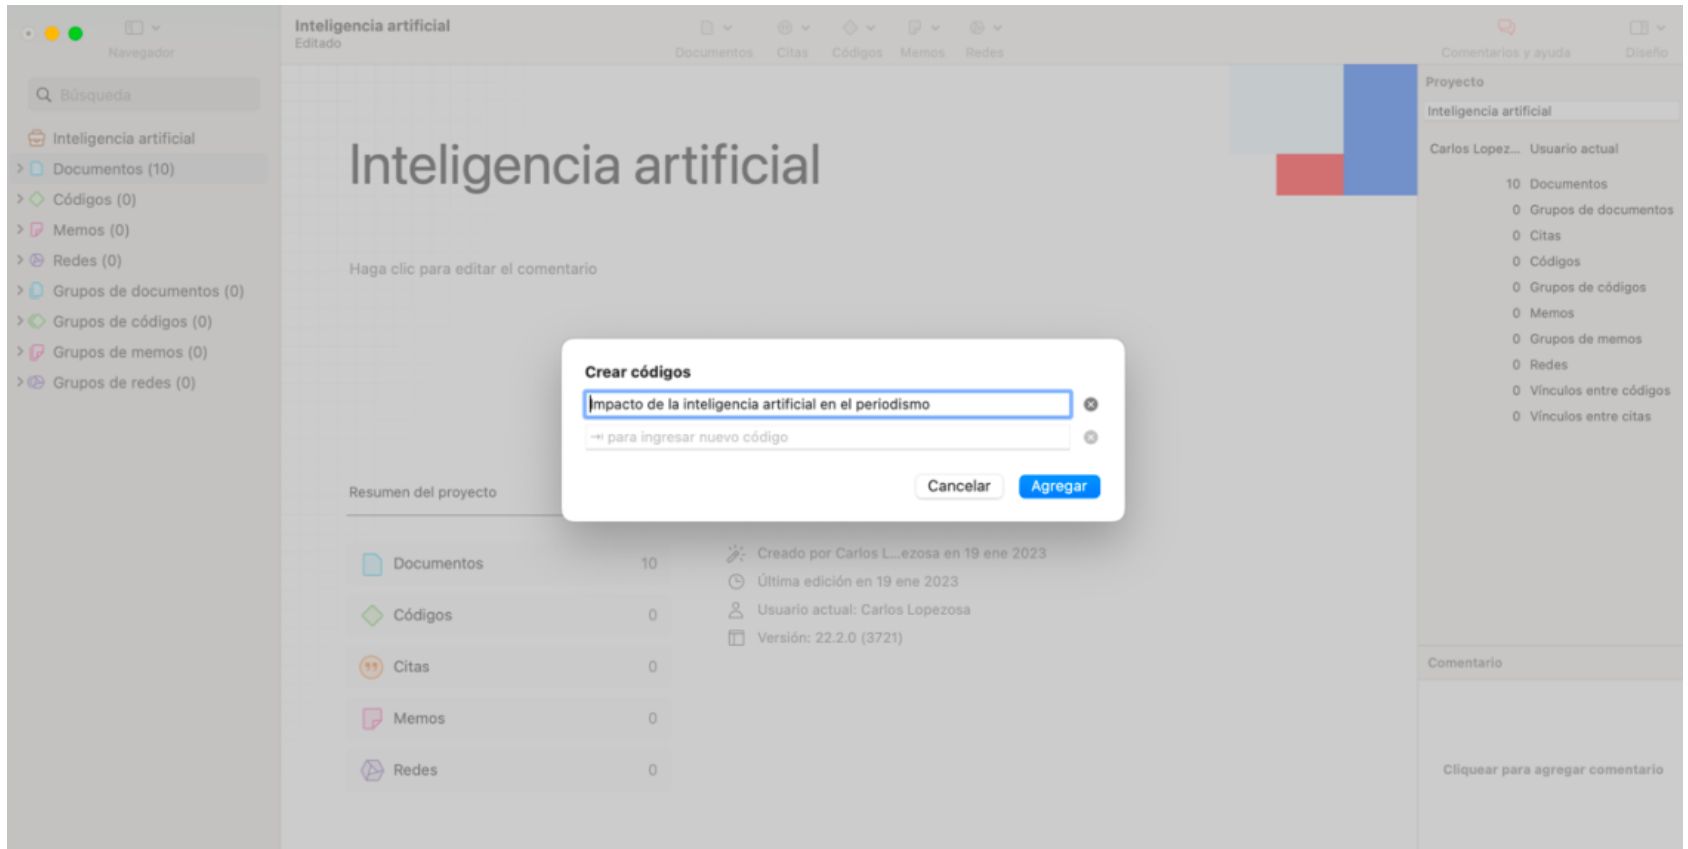 Inteligencia artificial
Editado
Navegador
Documentos
Citas
Códigos
Memos
Redes
Comentarios y ayuda
Diseño
Búsqueda
Inteligencia artificial
Documentos (10)
Códigos (0)
Memos (0)
Redes (0)
Grupos de documentos (0)
Grupos de códigos (0)
Grupos de memos (0)
Grupos de redes (0)
Inteligencia artificial
Haga clic para editar el comentario
Crear códigos
Impacto de la inteligencia artificial en el periodismo
para ingresar nuevo código
Cancelar
Agregar
Resumen del proyecto
Documentos 10
Códigos 0
Citas 0
Memos 0
Redes 0
Creado por Carlos L...ezosa en 19 ene 2023
Última edición en 19 ene 2023
Usuario actual: Carlos Lopezosa
Versión: 22.2.0 (3721)
Proyecto
Inteligencia artificial
Carlos Lopez... Usuario actual
10 Documentos
0 Grupos de documentos
0 Citas
0 Códigos
0 Grupos de códigos
0 Memos
0 Grupos de memos
0 Redes
0 Vínculos entre códigos
0 Vínculos entre citas
Comentario
Cliquear para agregar comentario